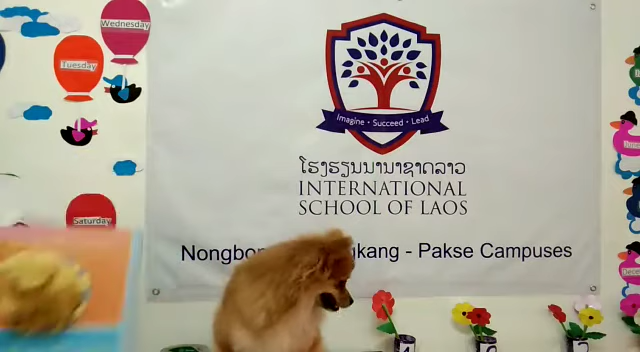 Wednesday
Tuesday
Saturday
Imagine • Succeed • Lead
ໂຮງຮຽນນານາຊາດລາວ
INTERNATIONAL
SCHOOL OF LAOS
- Pakse Campuses